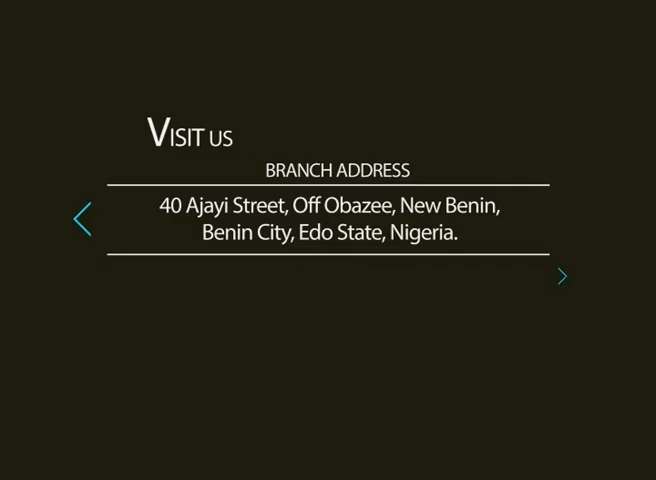 Visit us
BRANCH ADDRESS
40 Ajayi Street, Off Obazee, New Benin,
Benin City, Edo State, Nigeria.